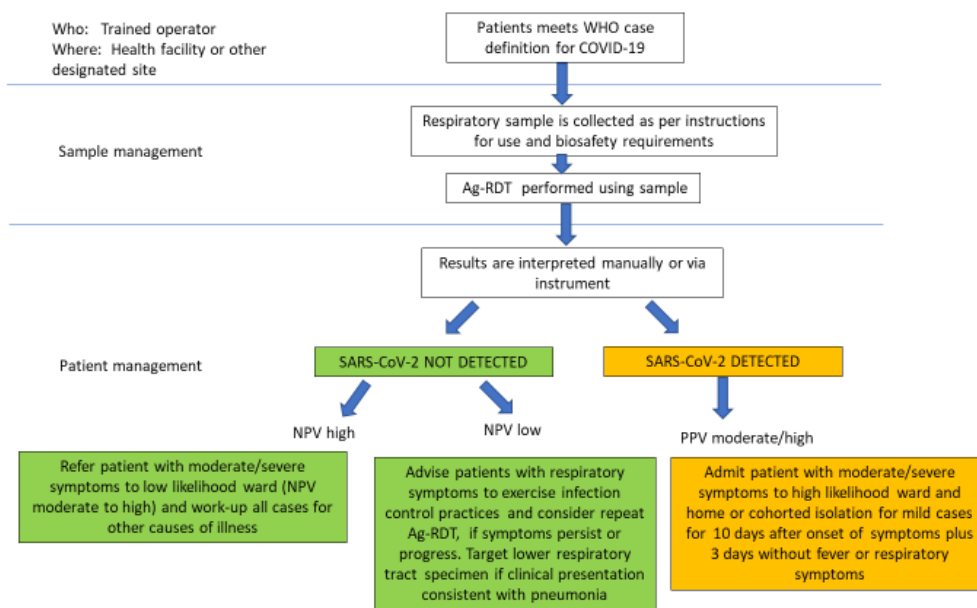 Who: Trained operator
Where: Health facility or other
designated site
Patients meets WHO case
definition for COVID-19
Sample management
Respiratory sample is collected as per instructions
for use and biosafety requirements
Ag-RDT performed using sample
Results are interpreted manually or via
instrument
Patient management
SARS-CoV-2 NOT DETECTED
SARS-CoV-2 DETECTED
NPV high
NPV low
PPV moderate/high
Refer patient with moderate/severe
symptoms to low likelihood ward (NPV
moderate to high) and work-up all cases for
other causes of illness
Advise patients with respiratory
symptoms to exercise infection
control practices and consider repeat
Ag-RDT, if symptoms persist or
progress. Target lower respiratory
tract specimen if clinical presentation
consistent with pneumonia
Admit patient with moderate/severe
symptoms to high likelihood ward and
home or cohorted isolation for mild cases
for 10 days after onset of symptoms plus
3 days without fever or respiratory
symptoms